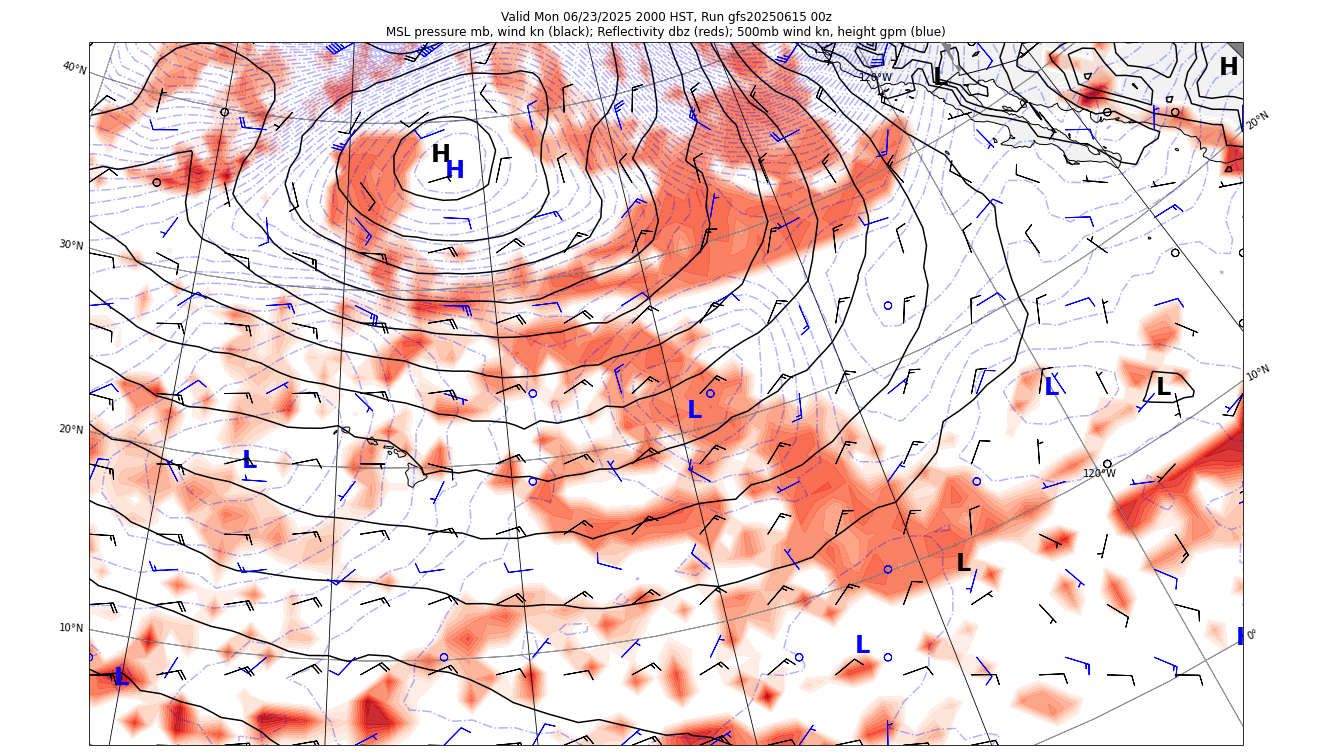 Valid Mon 06/23/2025 2000 HST, Run gfs20250615 00z
MSL pressure mb, wind kn (black); Reflectivity dbz (reds); 500mb wind kn, height gpm (blue)
40°N
120°W
L
H
20°N
H
H
30°N
10°N
L
L
L
20°N
L
120°W
L
10°N
L
0°
L